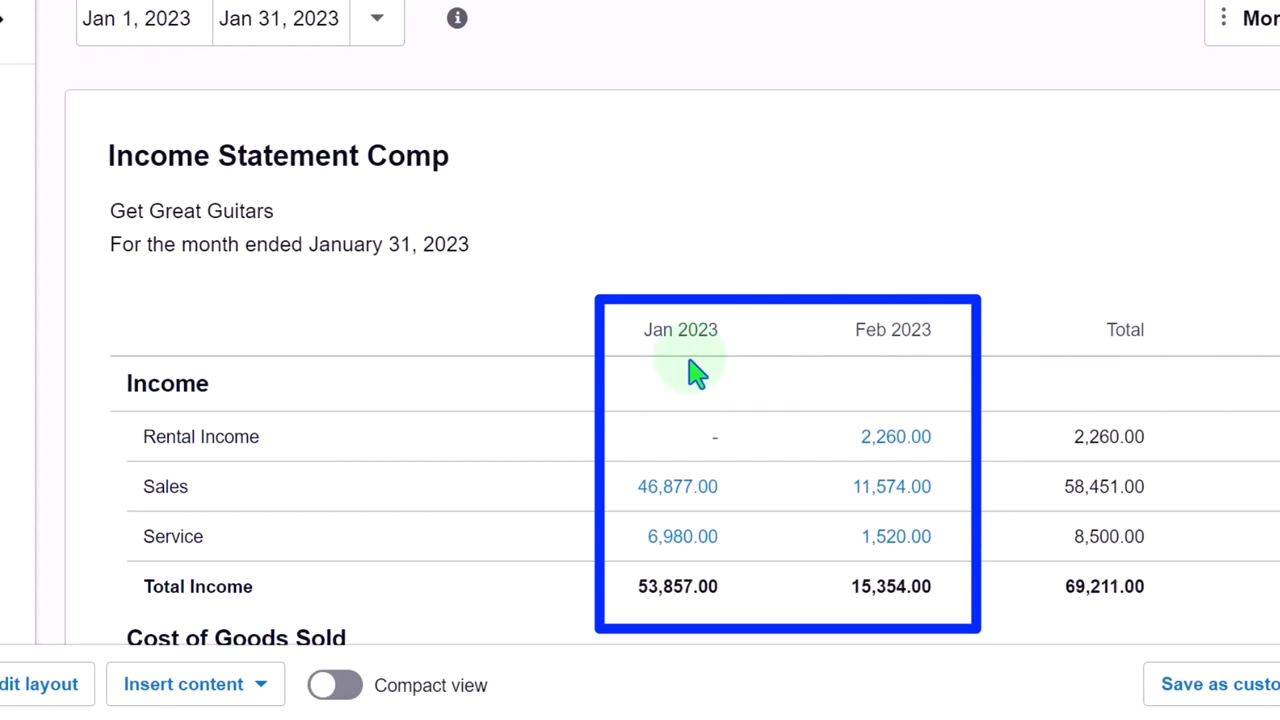 Jan 1, 2023 Jan 31, 2023 Mor
Income Statement Comp
Get Great Guitars
For the month ended January 31, 2023
Jan 2023 Feb 2023 Total
Income
Rental Income - 2,260.00 2,260.00
Sales 46,877.00 11,574.00 58,451.00
Service 6,980.00 1,520.00 8,500.00
Total Income 53,857.00 15,354.00 69,211.00
Cost of Goods Sold
dit layout Insert content Compact view Save as custo